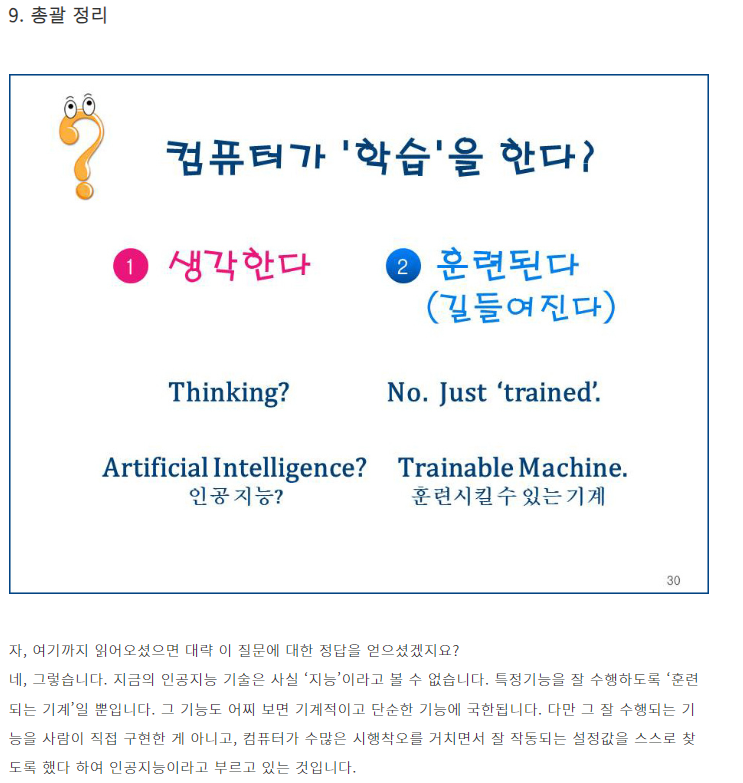 9. 총괄 정리
컴퓨터가 '학습'을 한다?
1 생각한다
2 훈련된다
(길들여진다)
Thinking?
No. Just ‘trained’.
Artificial Intelligence?
인공지능?
Trainable Machine.
훈련시킬 수 있는 기계
30
자, 여기까지 읽어오셨으면 대략 이 질문에 대한 정답을 얻으셨겠지요?
네, 그렇습니다. 지금의 인공지능 기술은 사실 ‘지능’이라고 볼 수 없습니다. 특정기능을 잘 수행하도록 ‘훈련
되는 기계’일 뿐입니다. 그 기능도 어찌 보면 기계적이고 단순한 기능에 국한됩니다. 다만 그 잘 수행되는 기
능을 사람이 직접 구현한 게 아니고, 컴퓨터가 수많은 시행착오를 거치면서 잘 작동되는 설정값을 스스로 찾
도록 했다 하여 인공지능이라고 부르고 있는 것입니다.